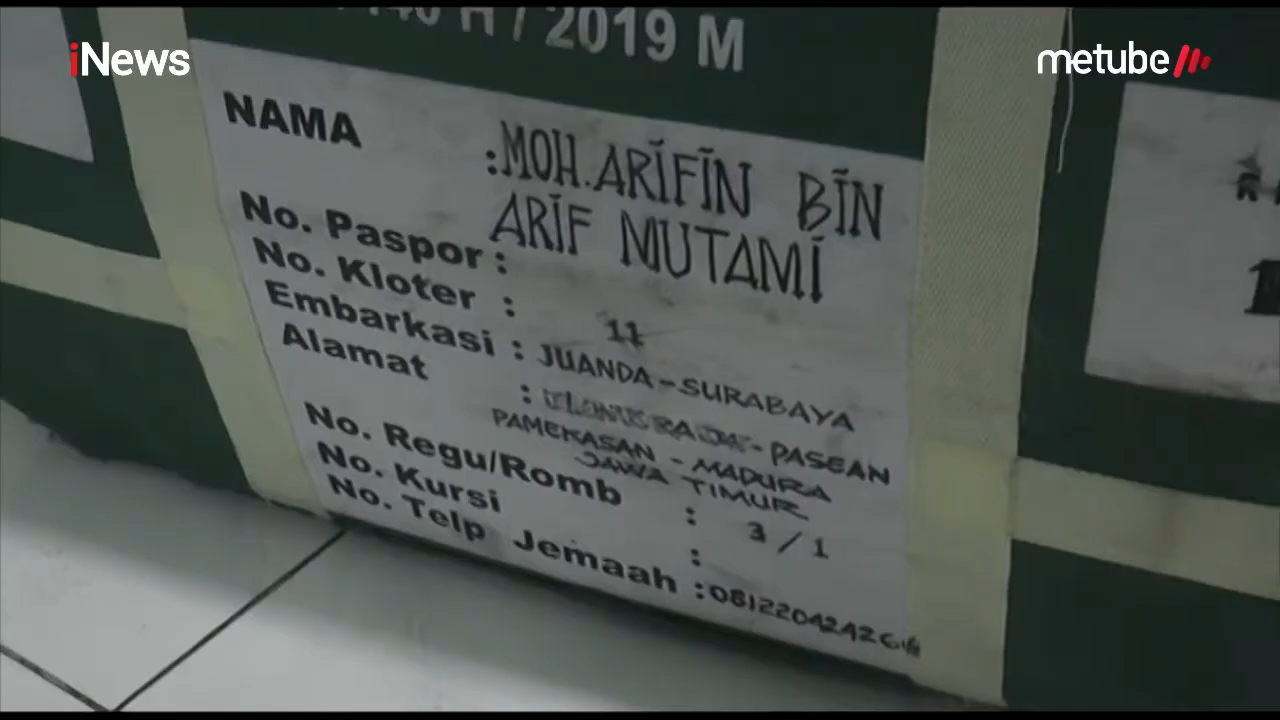 iNews
metube
H / 2019 M
NAMA : MOH. ARIFIN BIN
ARIF MUTAMI
No. Paspor :
No. Kloter : 11
Embarkasi : JUANDA - SURABAYA
Alamat : - PASEAN
PAMEKASAN - MADURA
JAWA TIMUR
No. Regu/Romb : 3 / 1
No. Kursi :
No. Telp Jemaah :